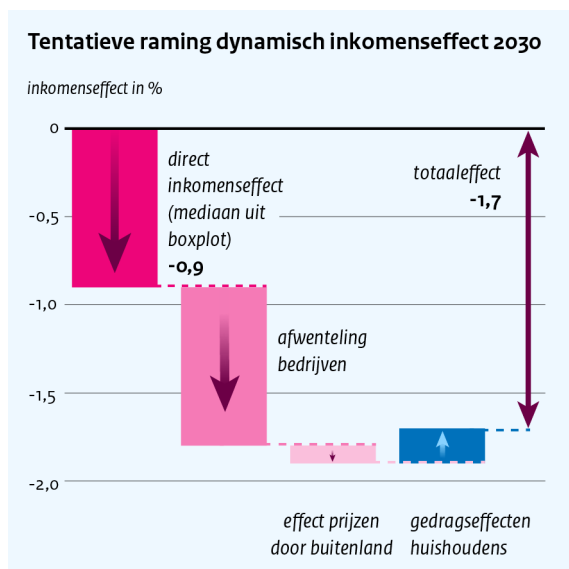 Tentatieve raming dynamisch inkomenseffect 2030
inkomenseffect in %
0
-0,5
-1,0
-1,5
-2,0
direct
inkomenseffect
(mediaan uit
boxplot)
-0,9
afwenteling
bedrijven
totaaleffect
-1,7
effect prijzen
door buitenland
gedragseffecten
huishoudens